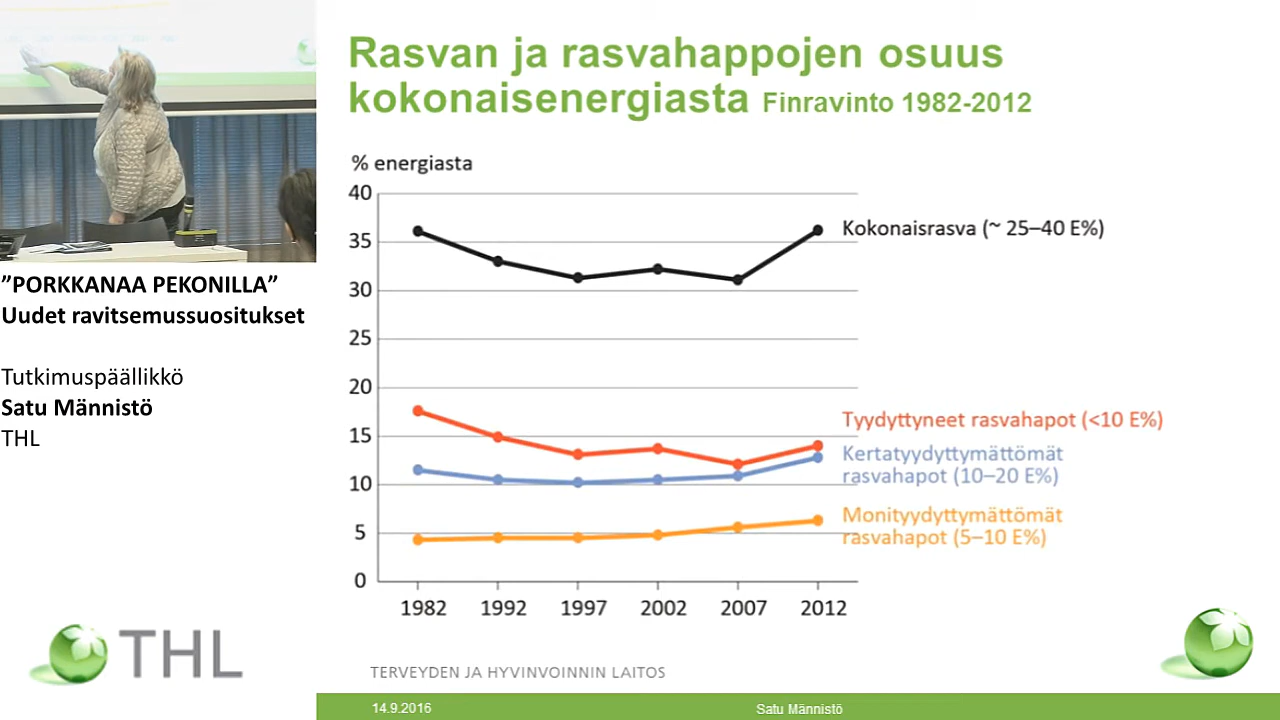 Rasvan ja rasvahappojen osuus
kokonaisenergiasta Finravinto 1982-2012
% energiasta
40
35
30
25
20
15
10
5
0
1982 1992 1997 2002 2007 2012
Kokonaisrasva (~ 25–40 E%)
Tyydyttyneet rasvahapot (<10 E%)
Kertatyydyttymättömät
rasvahapot (10–20 E%)
Monityydyttymättömät
rasvahapot (5–10 E%)
”PORKKANAA PEKONILLA”
Uudet ravitsemussuositukset
Tutkimuspäällikkö
Satu Männistö
THL
THL
TERVEYDEN JA HYVINVOINNIN LAITOS
14.9.2016 Satu Männistö